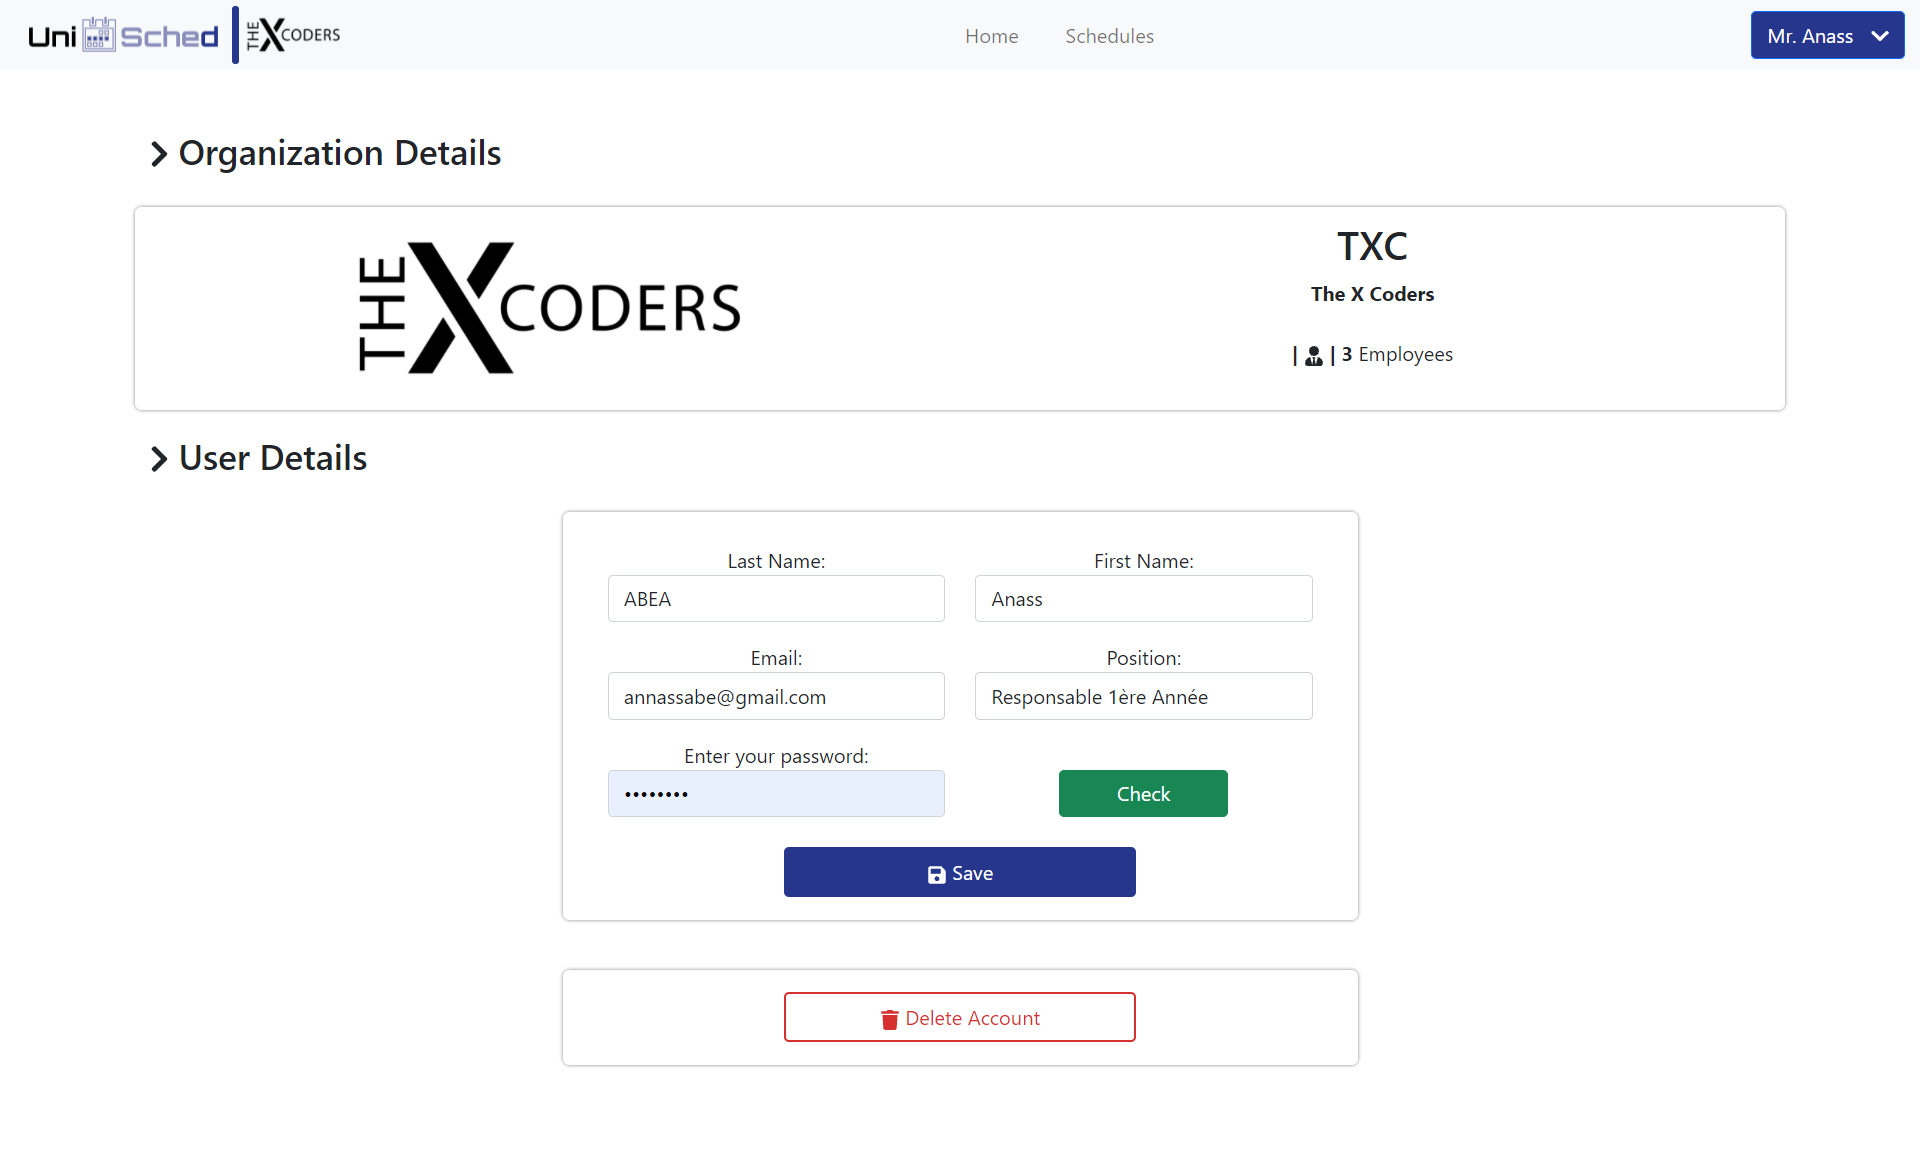 Uni Sched THE X CODERS Home Schedules Mr. Anass
Organization Details
THE X CODERS
TXC
The X Coders
| | 3 Employees
User Details
Last Name: First Name:
ABEA Anass
Email: Position:
annassabe@gmail.com Responsable 1ère Année
Enter your password:
•••••••• Check
Save
Delete Account